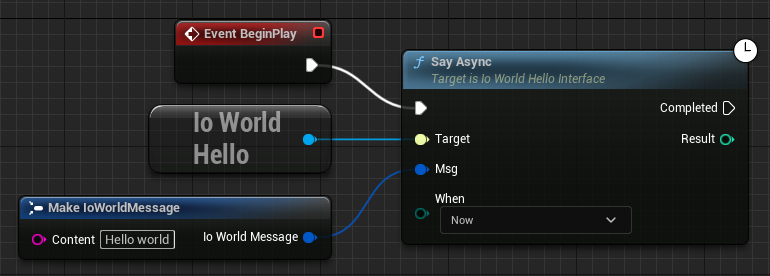 Event BeginPlay
Say Async
Target is Io World Hello Interface
Completed
Io World
Hello
Target
Result
Msg
Make IoWorldMessage
When
Content Hello world Io World Message
Now